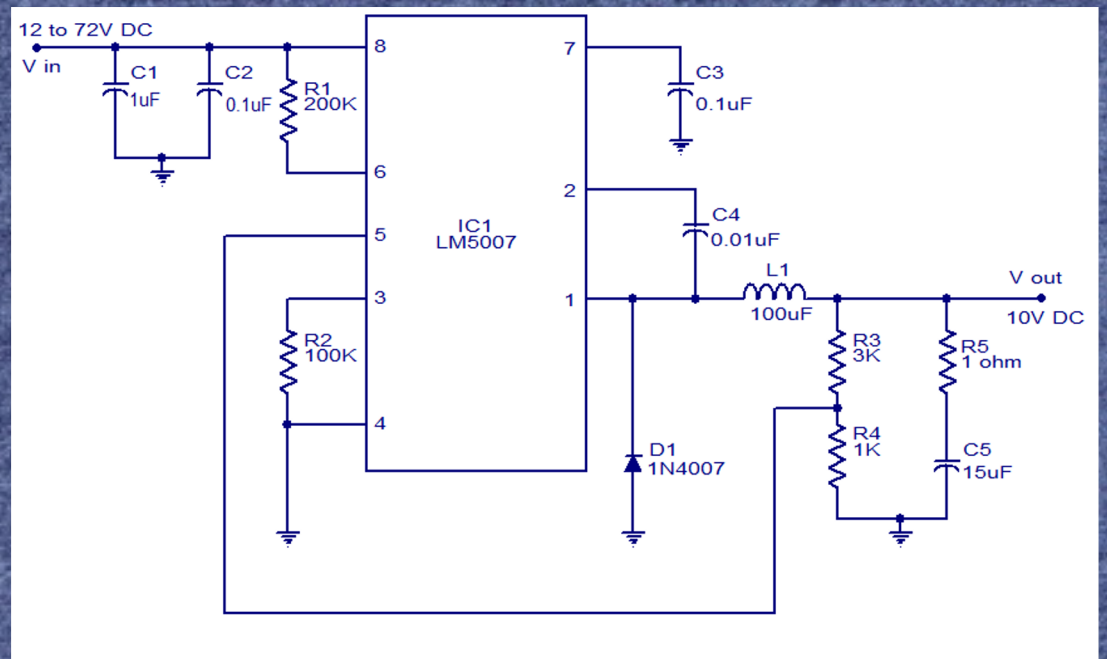 12 to 72V DC
V in
C1
1uF
C2
0.1uF
R1
200K
8
6
5
3
4
IC1
LM5007
7
2
1
C3
0.1uF
C4
0.01uF
L1
100uF
V out
10V DC
R2
100K
R3
3K
R4
1K
R5
1 ohm
C5
15uF
D1
1N4007